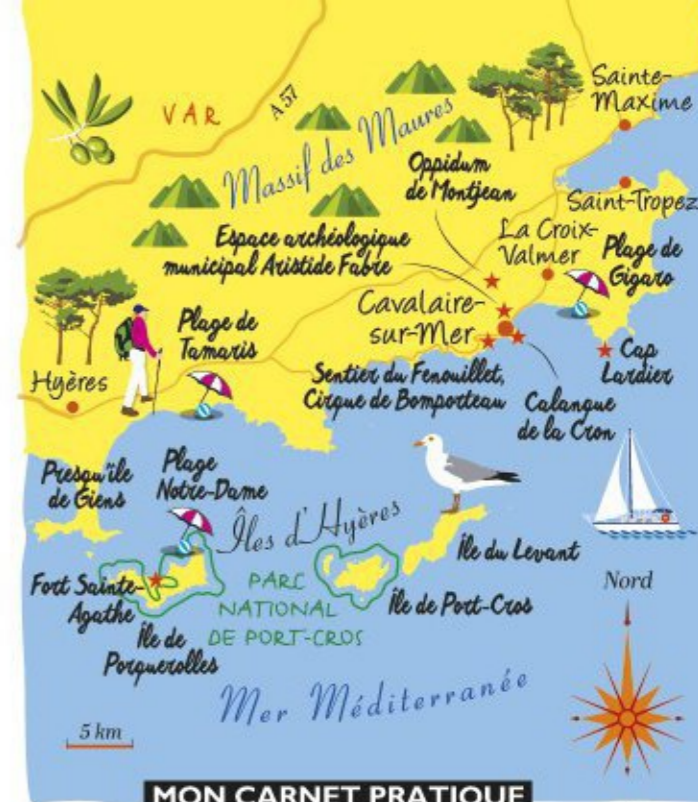 Sainte-
Maxime
VAR
A 57
Massif des Maures
Oppidum
de Montjean
Saint-Tropez
La Croix-
Valmer
Plage de
Gigaro
Espace archéologique
municipal Aristide Fabre
Cavalaire-
sur-Mer
Plage de
Tamaris
Cap
Lardier
Hyères
Sentier du Fenouillet,
Cirque de Bomporteau
Calanque
de la Cron
Presqu'île
de Giens
Plage
Notre-Dame
Îles d'Hyères
Île du Levant
Nord
Fort Sainte-
Agathe
PARC
NATIONAL
DE PORT-CROS
Île de Port-Cros
Île de
Porquerolles
Mer Méditerranée
5 km
MON CARNET PRATIQUE